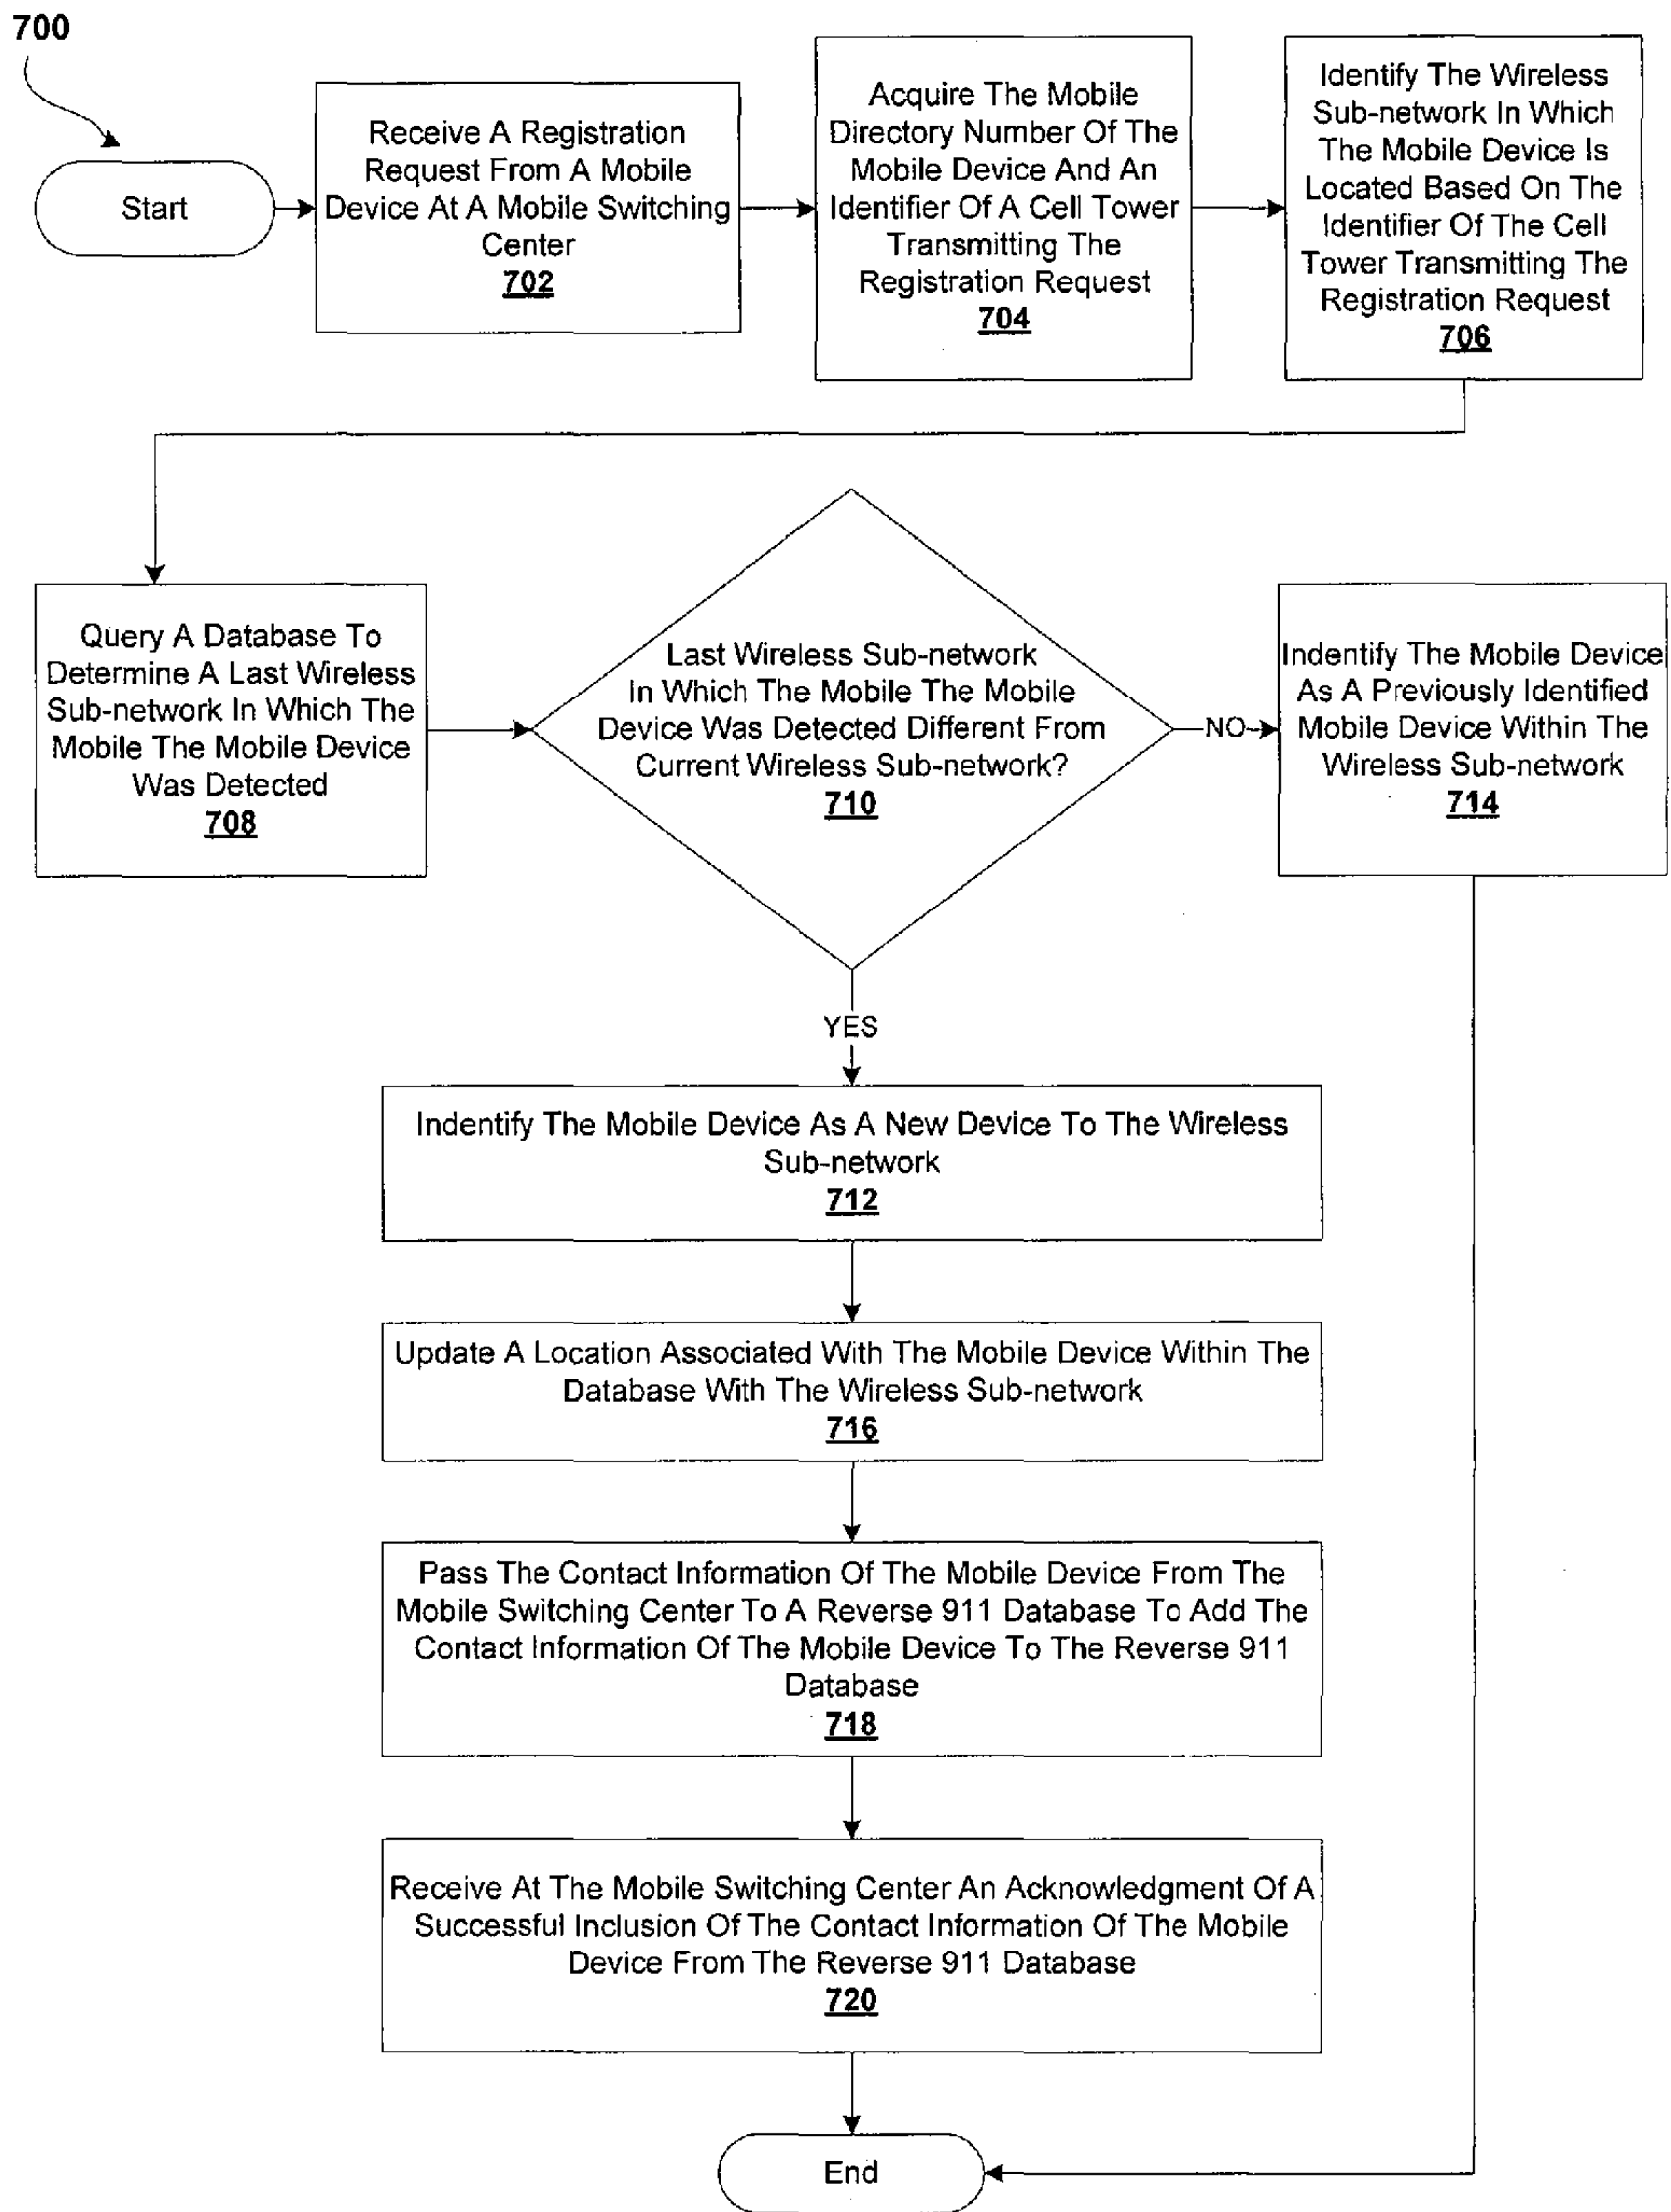 700
Start
Receive A Registration
Request From A Mobile
Device At A Mobile Switching
Center
702
Acquire The Mobile
Directory Number Of The
Mobile Device And An
Identifier Of A Cell Tower
Transmitting The
Registration Request
704
Identify The Wireless
Sub-network In Which
The Mobile Device Is
Located Based On The
Identifier Of The Cell
Tower Transmitting The
Registration Request
706
Query A Database To
Determine A Last Wireless
Sub-network In Which The
Mobile The Mobile Device
Was Detected
708
Last Wireless Sub-network
In Which The Mobile The Mobile
Device Was Detected Different From
Current Wireless Sub-network?
710
NO
Indentify The Mobile Device
As A Previously Identified
Mobile Device Within The
Wireless Sub-network
714
YES
Indentify The Mobile Device As A New Device To The Wireless
Sub-network
712
Update A Location Associated With The Mobile Device Within The
Database With The Wireless Sub-network
716
Pass The Contact Information Of The Mobile Device From The
Mobile Switching Center To A Reverse 911 Database To Add The
Contact Information Of The Mobile Device To The Reverse 911
Database
718
Receive At The Mobile Switching Center An Acknowledgment Of A
Successful Inclusion Of The Contact Information Of The Mobile
Device From The Reverse 911 Database
720
End